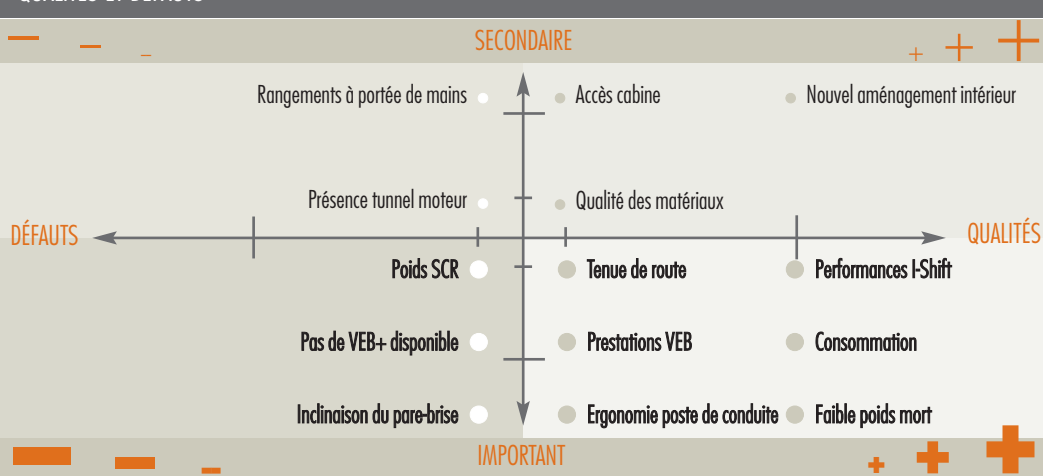 SECONDAIRE
Rangements à portée de mains
Accès cabine
Nouvel aménagement intérieur
Présence tunnel moteur
Qualité des matériaux
DÉFAUTS
QUALITÉS
Poids SCR
Tenue de route
Performances I-Shift
Pas de VEB+ disponible
Prestations VEB
Consommation
Inclinaison du pare-brise
Ergonomie poste de conduite
Faible poids mort
IMPORTANT